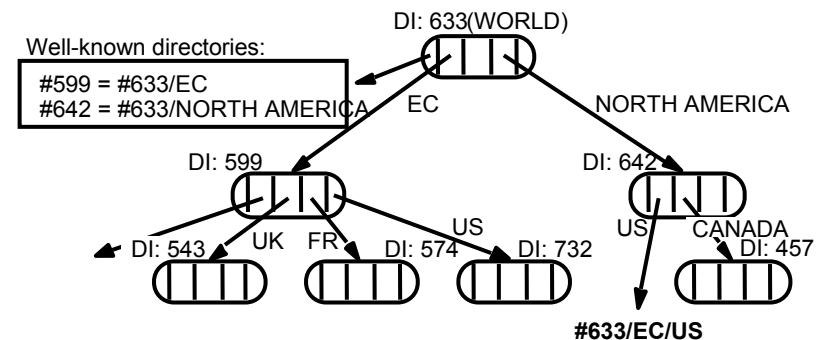 DI: 633(WORLD)
Well-known directories:
#599 = #633/EC
#642 = #633/NORTH AMERICA
EC
NORTH AMERICA
DI: 599
DI: 642
US
US
CANADA
DI: 543
UK
FR
DI: 574
DI: 732
DI: 457
#633/EC/US